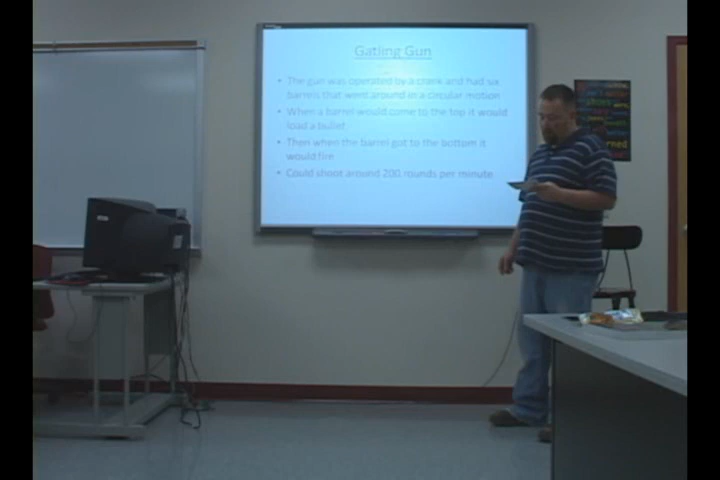 Gatling Gun
• The gun was operated by a crank and had six
barrels that went around in a circular motion
• When a barrel would come to the top it would
load a bullet
• Then when the barrel got to the bottom it
would fire
• Could shoot around 200 rounds per minute